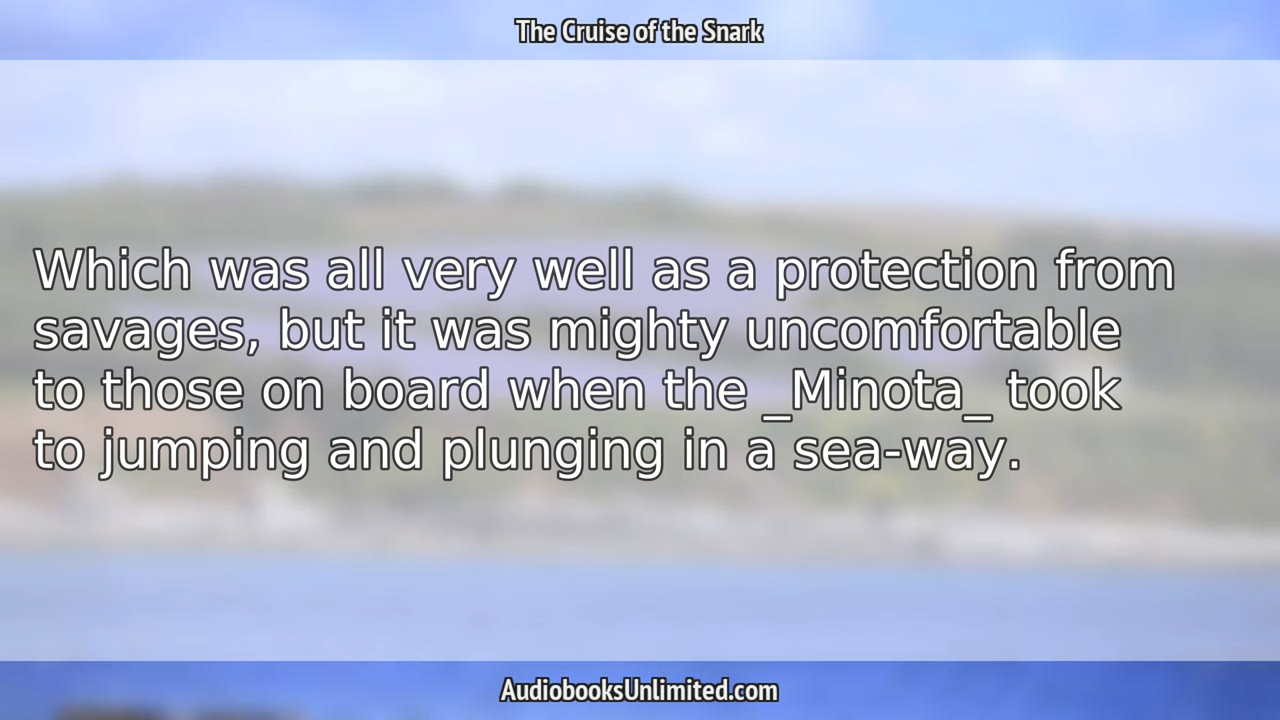 The Cruise of the Snark
Which was all very well as a protection from
savages, but it was mighty uncomfortable
to those on board when the _Minota_ took
to jumping and plunging in a sea-way.
AudiobooksUnlimited.com